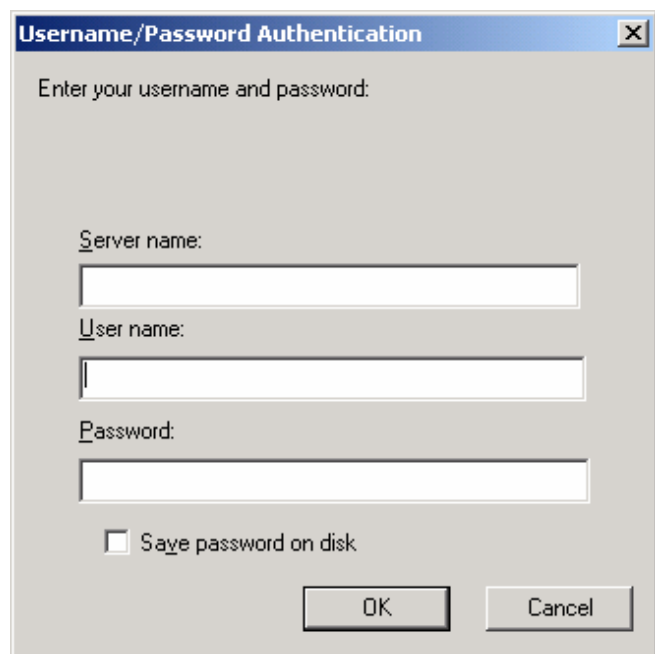 Username/Password Authentication
Enter your username and password:
Server name:
User name:
Password:
Save password on disk
OK Cancel